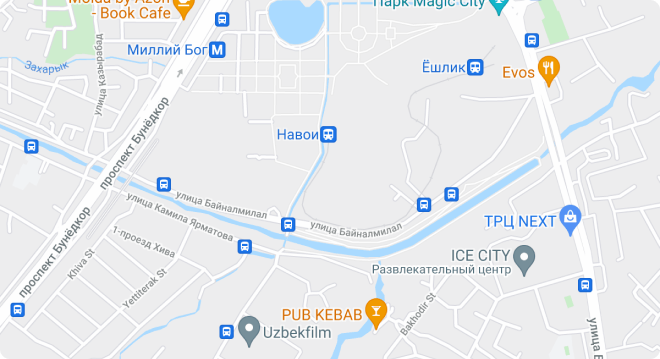 Парк Magic City
- Book Cafe
Миллий Боғ
M
Захарык
улица Казырабад
Ёшлик
Evos
проспект Бунёдкор
Навои
улица Байналмилал
улица Камила Ярматова
1-проезд Хива
улица Байналмилал
ТРЦ NEXT
ICE CITY
Развлекательный центр
проспект Бунёдкор
Khiva St
Yettiterak St
PUB KEBAB
Bakhodir St
Uzbekfilm
улица Б